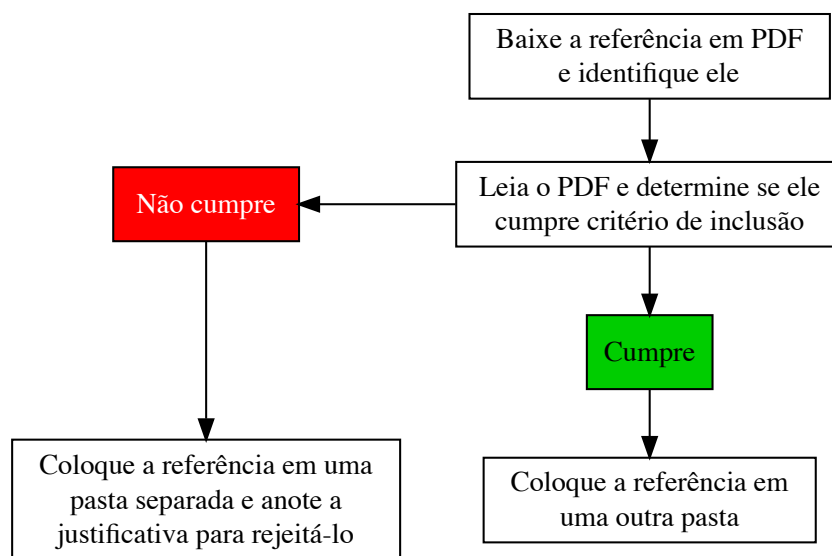 Baixe a referência em PDF
e identifique ele
Leia o PDF e determine se ele
cumpre critério de inclusão
Não cumpre
Cumpre
Coloque a referência em uma
pasta separada e anote a
justificativa para rejeitá-lo
Coloque a referência em
uma outra pasta